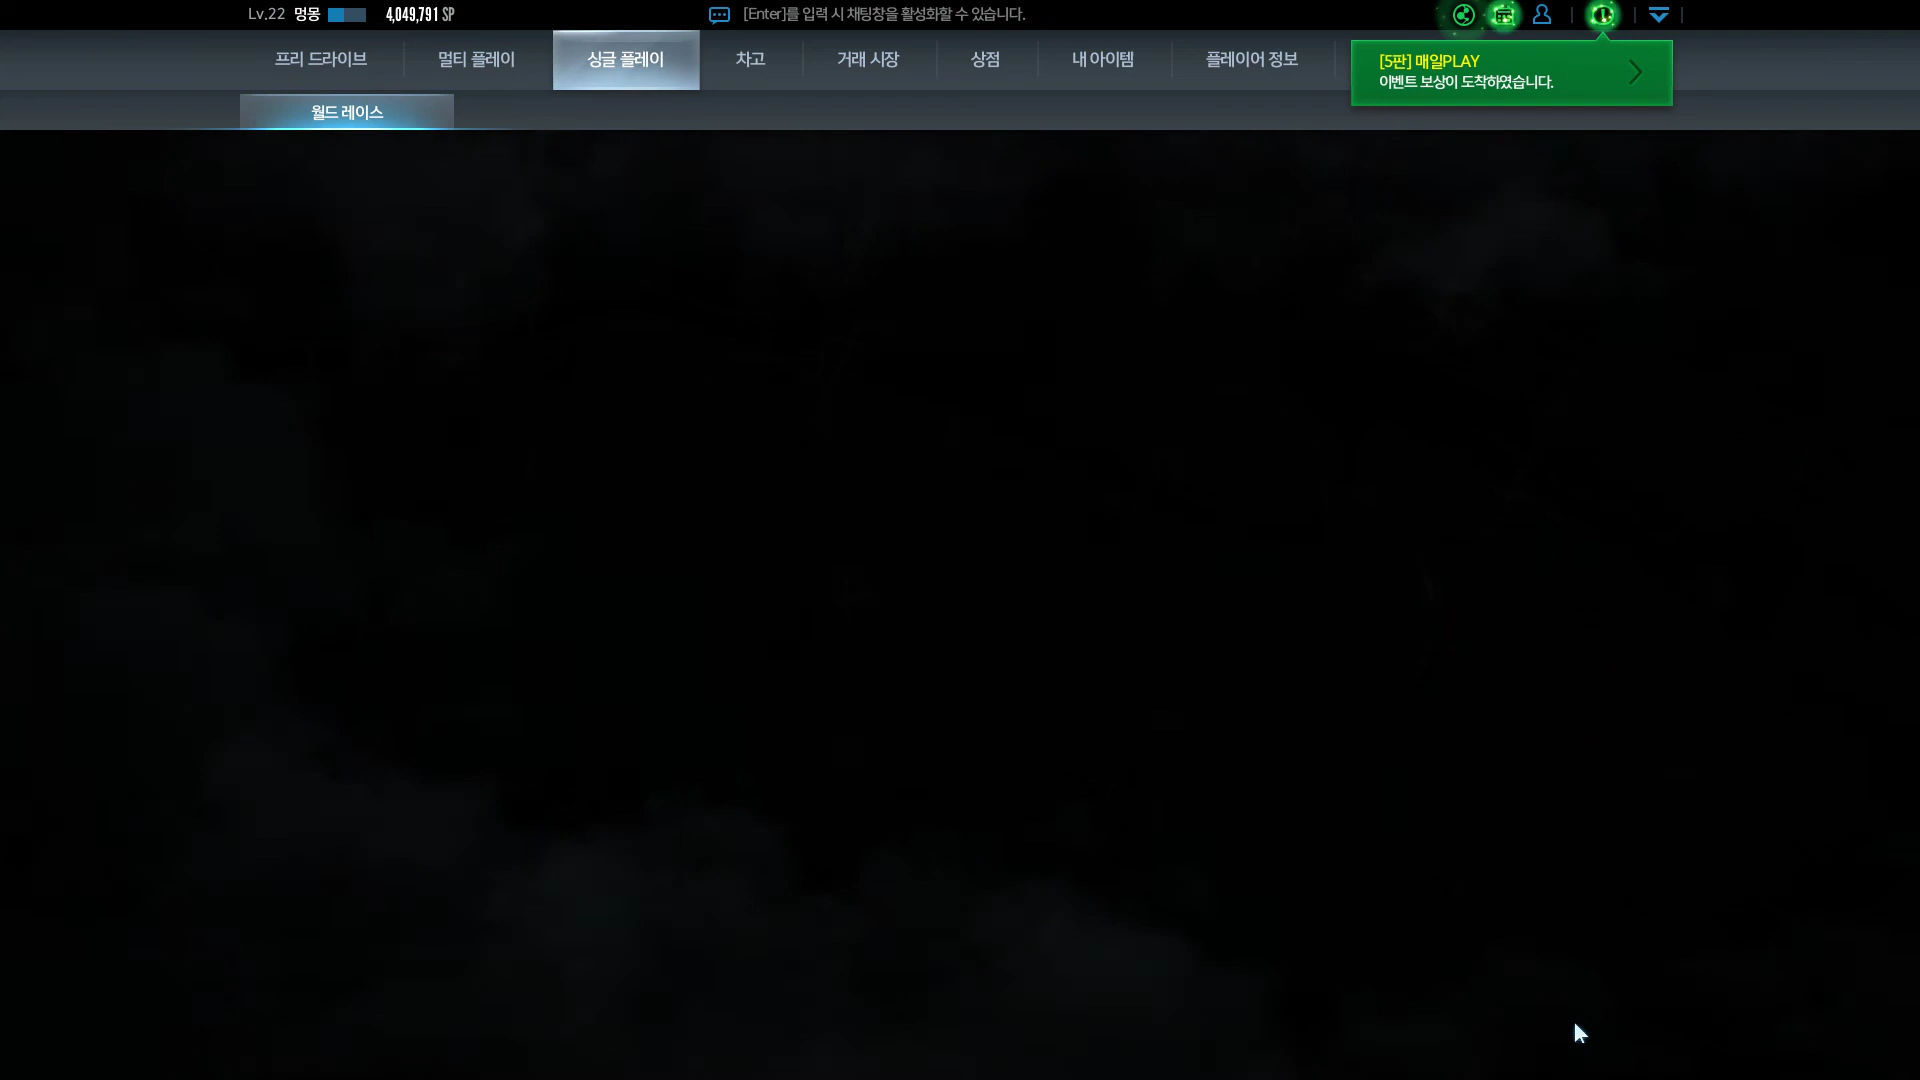 Lv.22 멍몽 4,049,791 SP
[Enter]를 입력 시 채팅창을 활성화할 수 있습니다.
프리 드라이브
멀티 플레이
싱글 플레이
차고
거래 시장
상점
내 아이템
플레이어 정보
[5판] 매일PLAY
이벤트 보상이 도착하였습니다.
월드 레이스